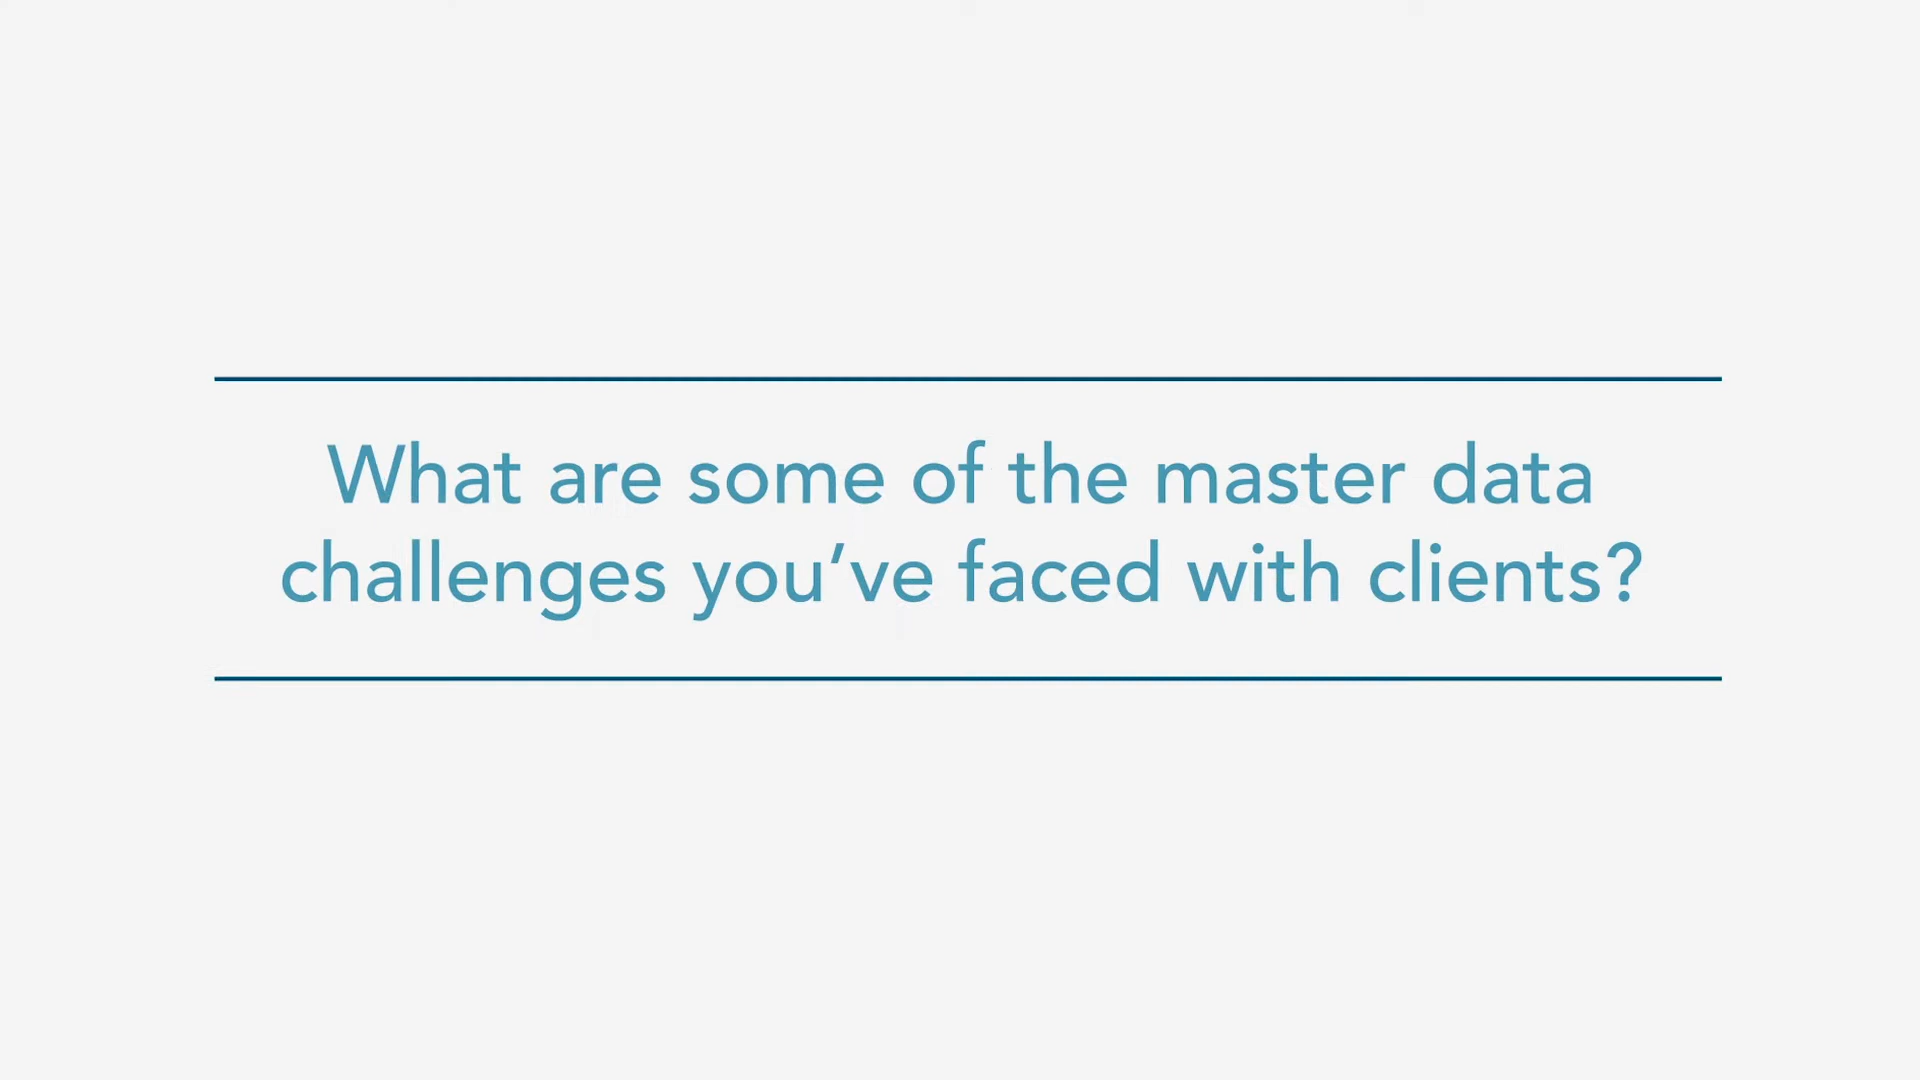 What are some of the master data
challenges you’ve faced with clients?